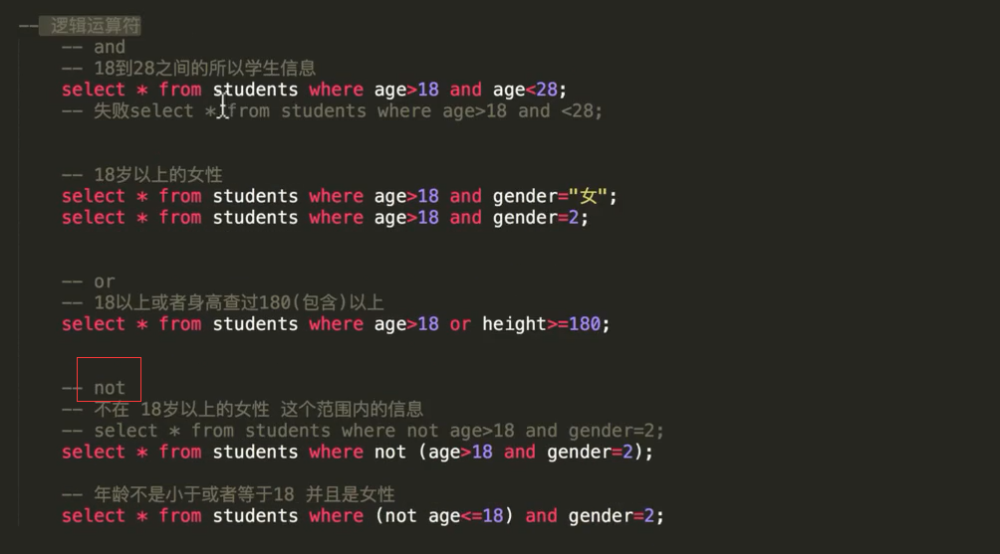 -- 逻辑运算符
-- and
-- 18到28之间的所以学生信息
select * from students where age>18 and age<28;
-- 失败select * from students where age>18 and <28;
-- 18岁以上的女性
select * from students where age>18 and gender="女";
select * from students where age>18 and gender=2;
-- or
-- 18以上或者身高查过180(包含)以上
select * from students where age>18 or height>=180;
-- not
-- 不在 18岁以上的女性 这个范围内的信息
-- select * from students where not age>18 and gender=2;
select * from students where not (age>18 and gender=2);
-- 年龄不是小于或者等于18 并且是女性
select * from students where (not age<=18) and gender=2;